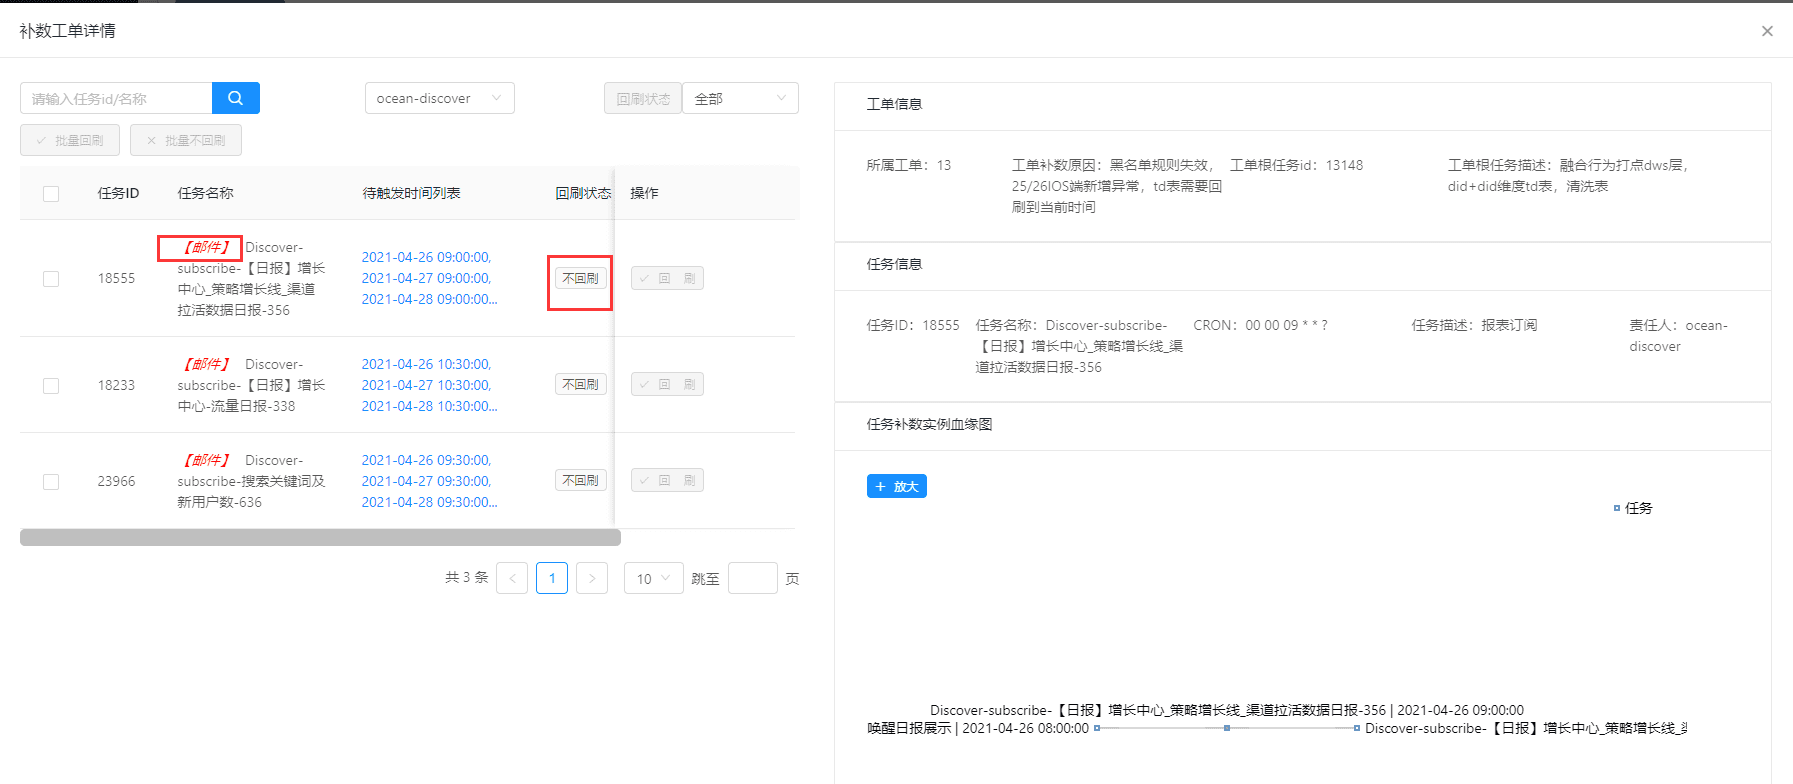 补数工单详情
请输入任务id/名称
ocean-discover
回刷状态 全部
批量回刷 批量不回刷
任务ID 任务名称 待触发时间列表 回刷状态 操作
18555
【邮件】 Discover-
subscribe-【日报】增长
中心_策略增长线_渠道
拉活数据日报-356
2021-04-26 09:00:00,
2021-04-27 09:00:00,
2021-04-28 09:00:00...
不回刷
回 刷
18233
【邮件】 Discover-
subscribe-【日报】增长
中心-流量日报-338
2021-04-26 10:30:00,
2021-04-27 10:30:00,
2021-04-28 10:30:00...
不回刷
回 刷
23966
【邮件】 Discover-
subscribe-搜索关键词及
新用户数-636
2021-04-26 09:30:00,
2021-04-27 09:30:00,
2021-04-28 09:30:00...
不回刷
回 刷
共 3 条 < 1 > 10 跳至 页
工单信息
所属工单：13
工单补数原因：黑名单规则失效，
25/26IOS端新增异常，td表需要回
刷到当前时间
工单根任务id：13148
工单根任务描述：融合行为打点dws层，
did+did维度td表，清洗表
任务信息
任务ID：18555
任务名称：Discover-subscribe-
【日报】增长中心_策略增长线_渠
道拉活数据日报-356
CRON：00 00 09 * * ?
任务描述：报表订阅
责任人：ocean-
discover
任务补数实例血缘图
+ 放大
任务
Discover-subscribe-【日报】增长中心_策略增长线_渠道拉活数据日报-356 | 2021-04-26 09:00:00
唤醒日报展示 | 2021-04-26 08:00:00
Discover-subscribe-【日报】增长中心_策略增长线_